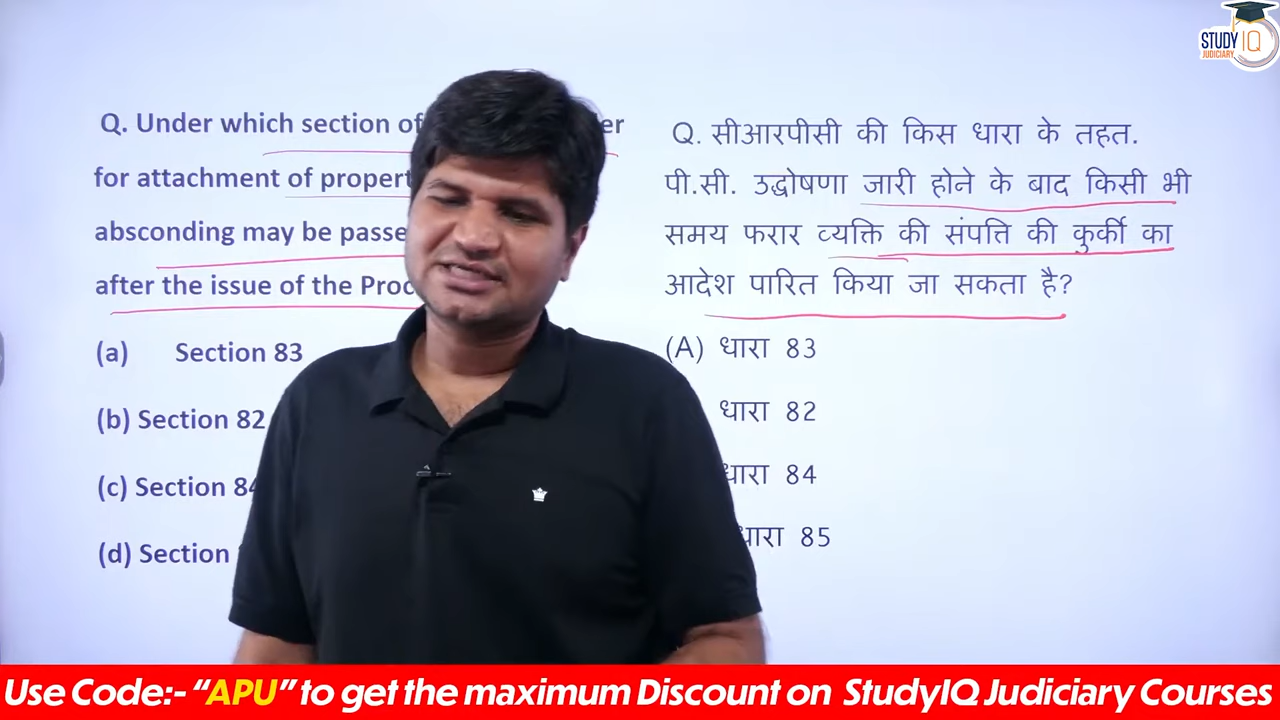 STUDY IQ
JUDICIARY
Q. Under which section of
for attachment of propert
absconding may be passe
after the issue of the Proc
(a) Section 83
(b) Section 82
(c) Section 84
(d) Section
Q. सीआरपीसी की किस धारा के तहत.
पी.सी. उद्घोषणा जारी होने के बाद किसी भी
समय फरार व्यक्ति की संपत्ति की कुर्की का
आदेश पारित किया जा सकता है?
(A) धारा 83
धारा 82
धारा 84
धारा 85
Use Code:- “APU” to get the maximum Discount on StudyIQ Judiciary Courses